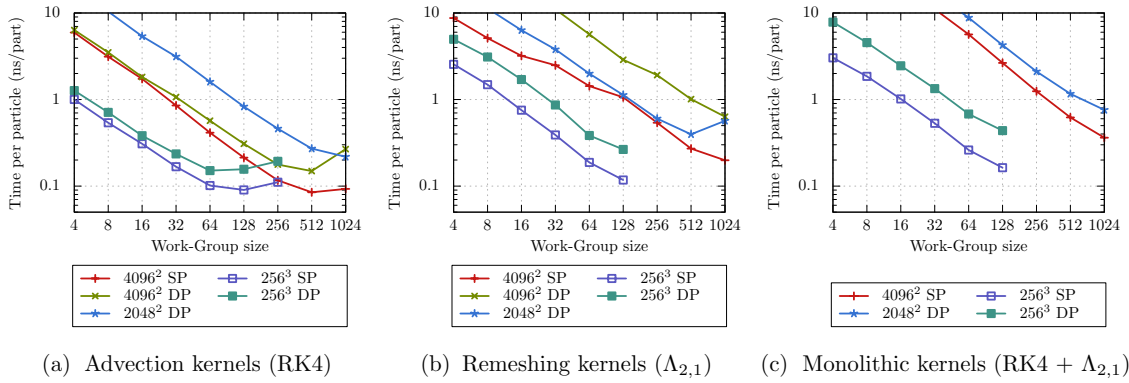 Time per particle (ns/part)
10
1
0.1
4 8 16 32 64 128 256 512 1024
Work-Group size
4096² SP
4096² DP
2048² DP
256³ SP
256³ DP
(a) Advection kernels (RK4)
Time per particle (ns/part)
10
1
0.1
4 8 16 32 64 128 256 512 1024
Work-Group size
4096² SP
4096² DP
2048² DP
256³ SP
256³ DP
(b) Remeshing kernels (Λ₂,₁)
Time per particle (ns/part)
10
1
0.1
4 8 16 32 64 128 256 512 1024
Work-Group size
4096² SP
2048² DP
256³ SP
256³ DP
(c) Monolithic kernels (RK4 + Λ₂,₁)